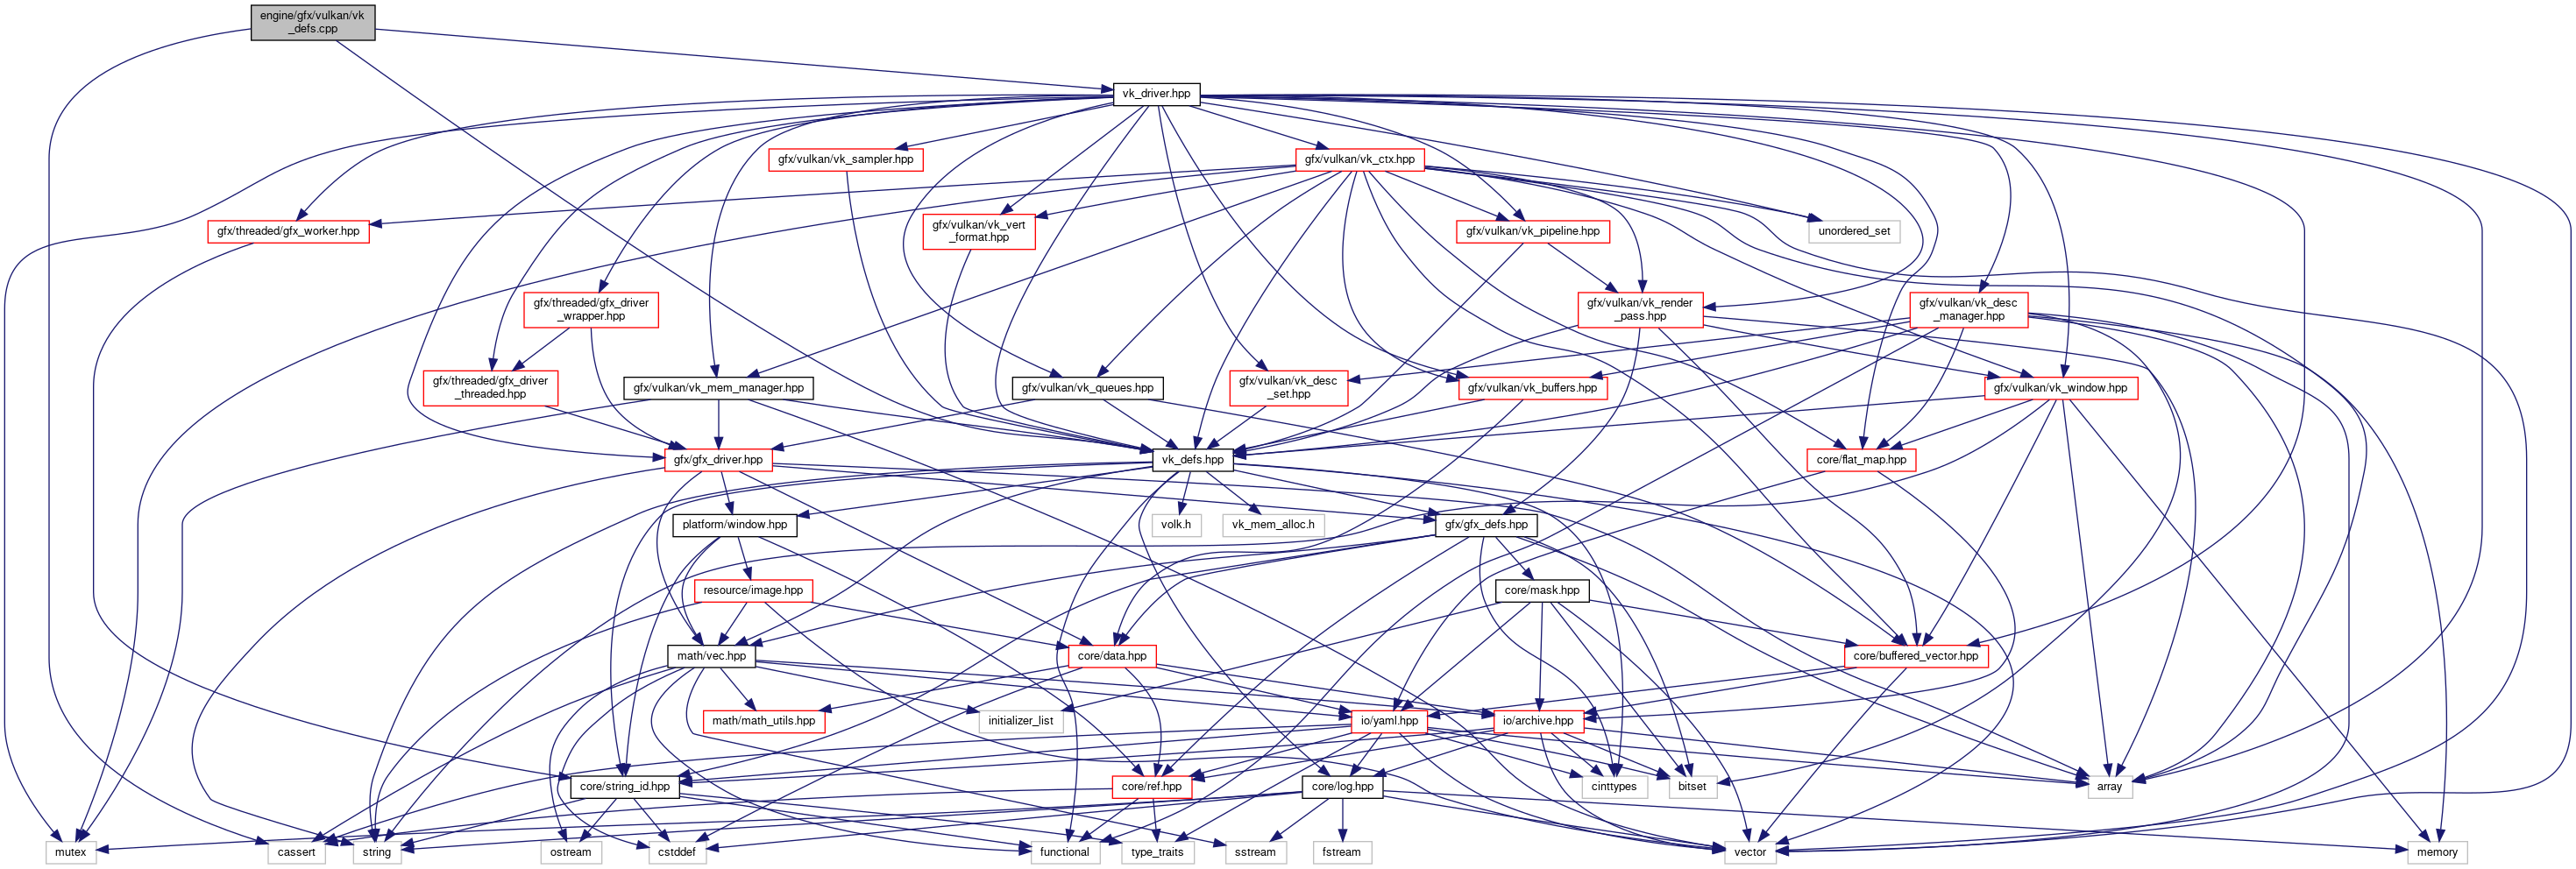 engine/gfx/vulkan/vk
_defs.cpp
vk_driver.hpp
gfx/vulkan/vk_sampler.hpp
gfx/vulkan/vk_ctx.hpp
gfx/threaded/gfx_worker.hpp
gfx/vulkan/vk_vert
_format.hpp
gfx/vulkan/vk_pipeline.hpp
unordered_set
gfx/threaded/gfx_driver
_wrapper.hpp
gfx/vulkan/vk_render
_pass.hpp
gfx/vulkan/vk_desc
_manager.hpp
gfx/threaded/gfx_driver
_threaded.hpp
gfx/vulkan/vk_mem_manager.hpp
gfx/vulkan/vk_queues.hpp
gfx/vulkan/vk_desc
_set.hpp
gfx/vulkan/vk_buffers.hpp
gfx/vulkan/vk_window.hpp
gfx/gfx_driver.hpp
vk_defs.hpp
core/flat_map.hpp
platform/window.hpp
volk.h
vk_mem_alloc.h
gfx/gfx_defs.hpp
resource/image.hpp
core/mask.hpp
math/vec.hpp
core/data.hpp
core/buffered_vector.hpp
math/math_utils.hpp
initializer_list
io/yaml.hpp
io/archive.hpp
core/string_id.hpp
core/ref.hpp
core/log.hpp
cinttypes
bitset
array
mutex
cassert
string
ostream
cstddef
functional
type_traits
sstream
fstream
vector
memory